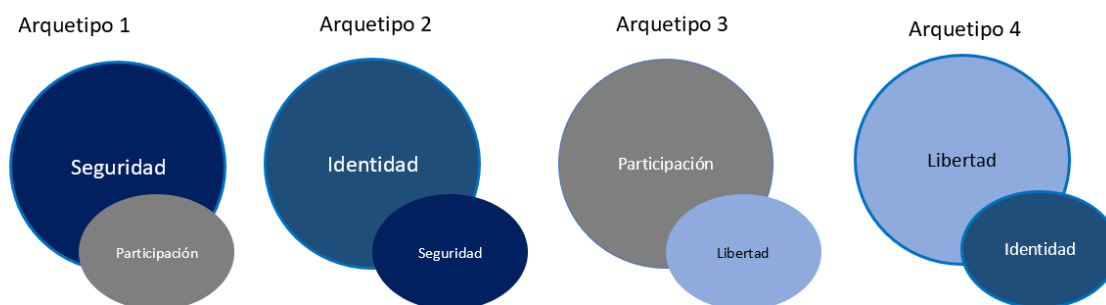 Arquetipo 1
Arquetipo 2
Arquetipo 3
Arquetipo 4
Seguridad
Participación
Identidad
Seguridad
Participación
Libertad
Libertad
Identidad